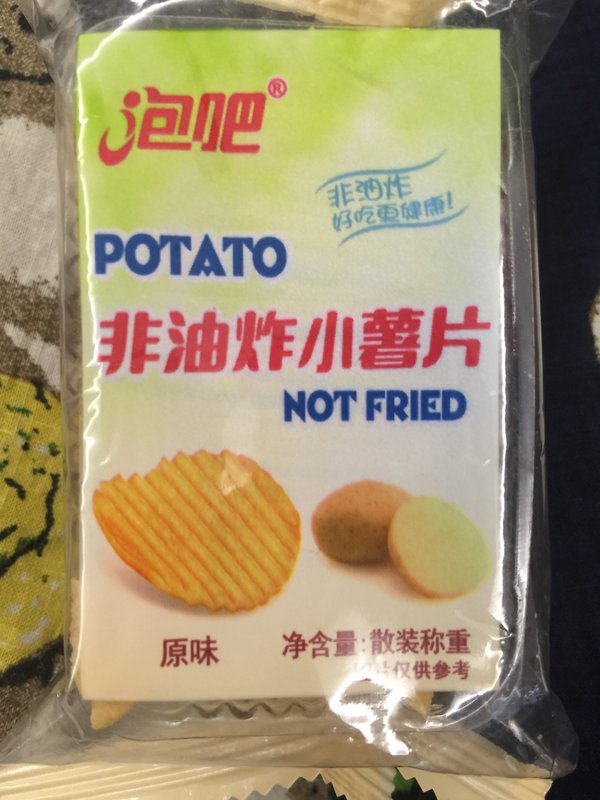 泡吧®
非油炸
好吃更健康!
POTATO
非油炸小薯片
NOT FRIED
原味
净含量:散装称重
仅供参考